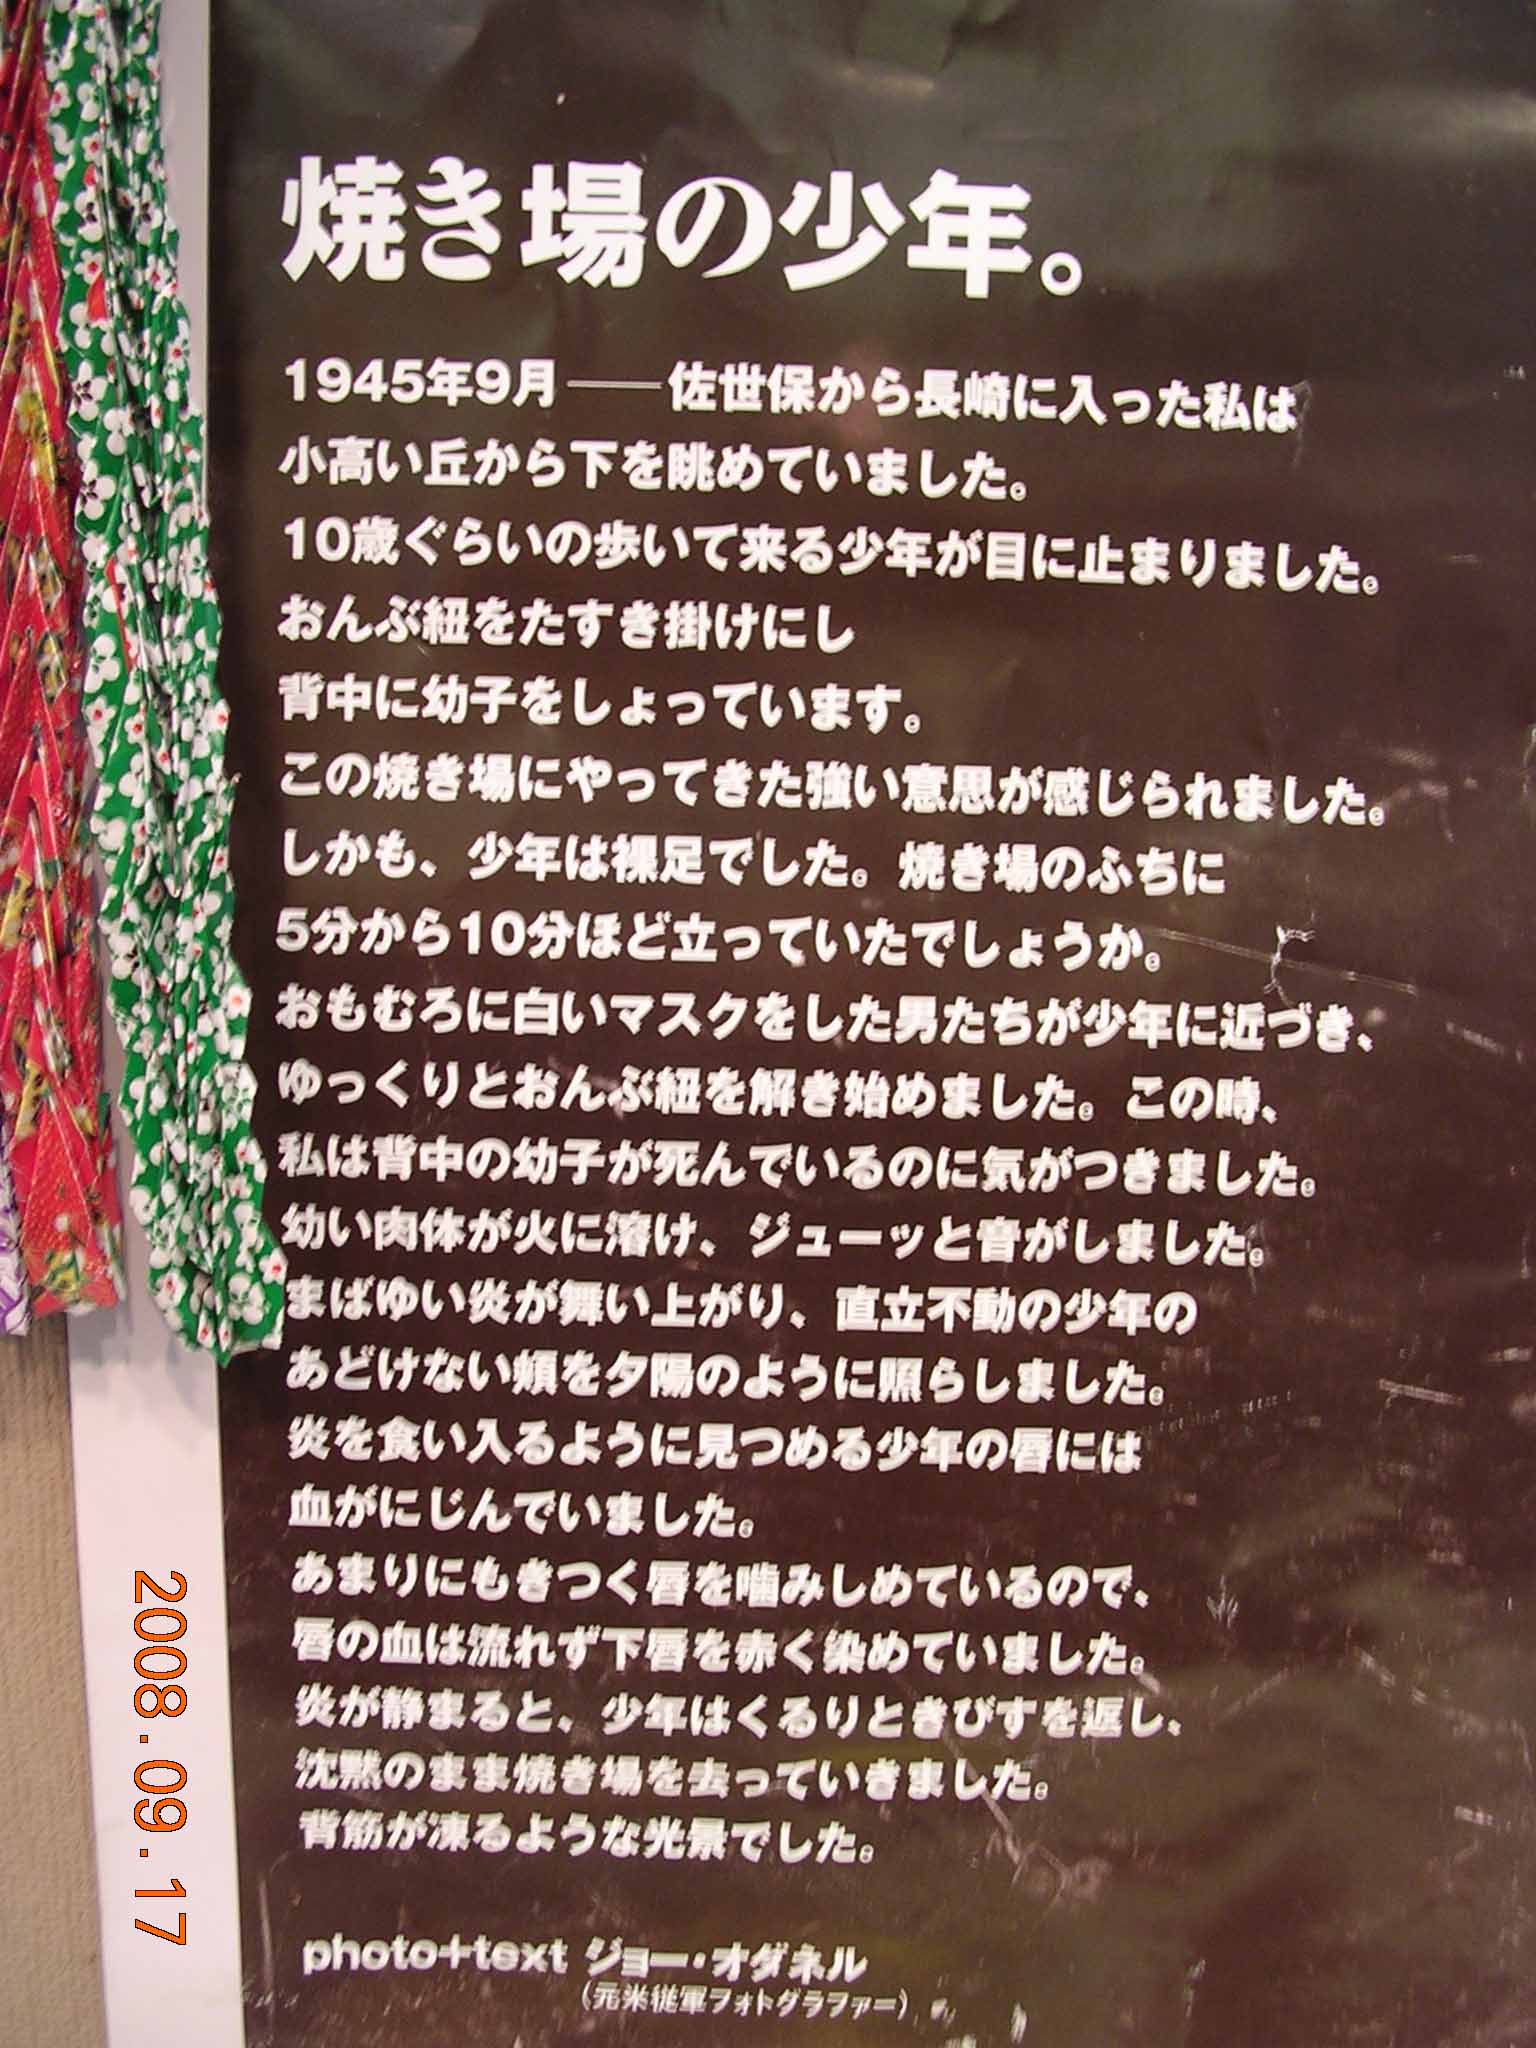 焼き場の少年。
1945年9月――佐世保から長崎に入った私は
小高い丘から下を眺めていました。
10歳ぐらいの歩いて来る少年が目に止まりました。
おんぶ紐をたすき掛けにし
背中に幼子をしょっています。
この焼き場にやってきた強い意思が感じられました。
しかも、少年は裸足でした。焼き場のふちに
5分から10分ほど立っていたでしょうか。
おもむろに白いマスクをした男たちが少年に近づき、
ゆっくりとおんぶ紐を解き始めました。この時、
私は背中の幼子が死んでいるのに気がつきました。
幼い肉体が火に溶け、ジューッと音がしました。
まばゆい炎が舞い上がり、直立不動の少年の
あどけない頬を夕陽のように照らしました。
炎を食い入るように見つめる少年の唇には
血がにじんでいました。
あまりにもきつく唇を噛みしめているので、
唇の血は流れず下唇を赤く染めていました。
炎が静まると、少年はくるりときびすを返し、
沈黙のまま焼き場を去っていきました。
背筋が凍るような光景でした。
photo+text ジョー・オダネル
(元米従軍フォトグラファー)
2008.09.17